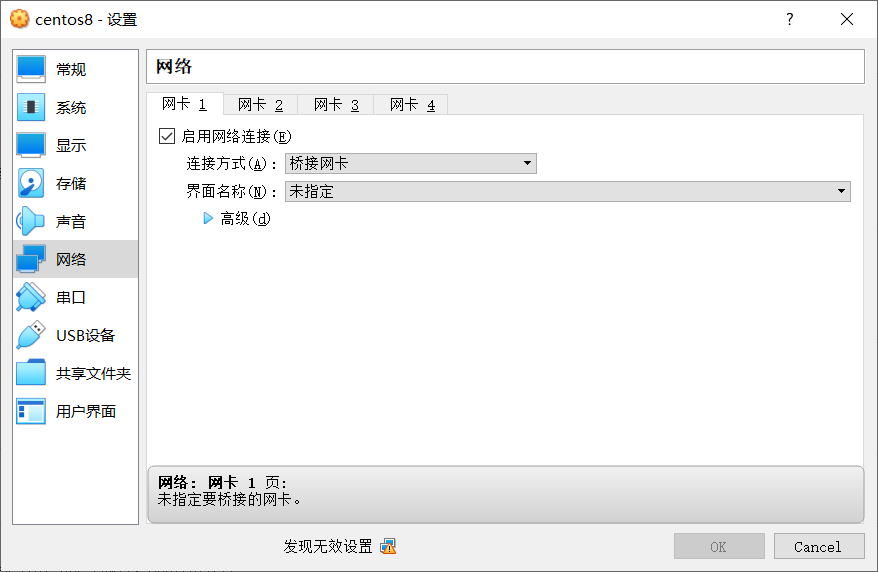 centos8 - 设置
?
常规
系统
显示
存储
声音
网络
串口
USB设备
共享文件夹
用户界面
网络
网卡 1 网卡 2 网卡 3 网卡 4
启用网络连接(E)
连接方式(A): 桥接网卡
界面名称(N): 未指定
高级(d)
网络: 网卡 1 页:
未指定要桥接的网卡。
发现无效设置
OK Cancel